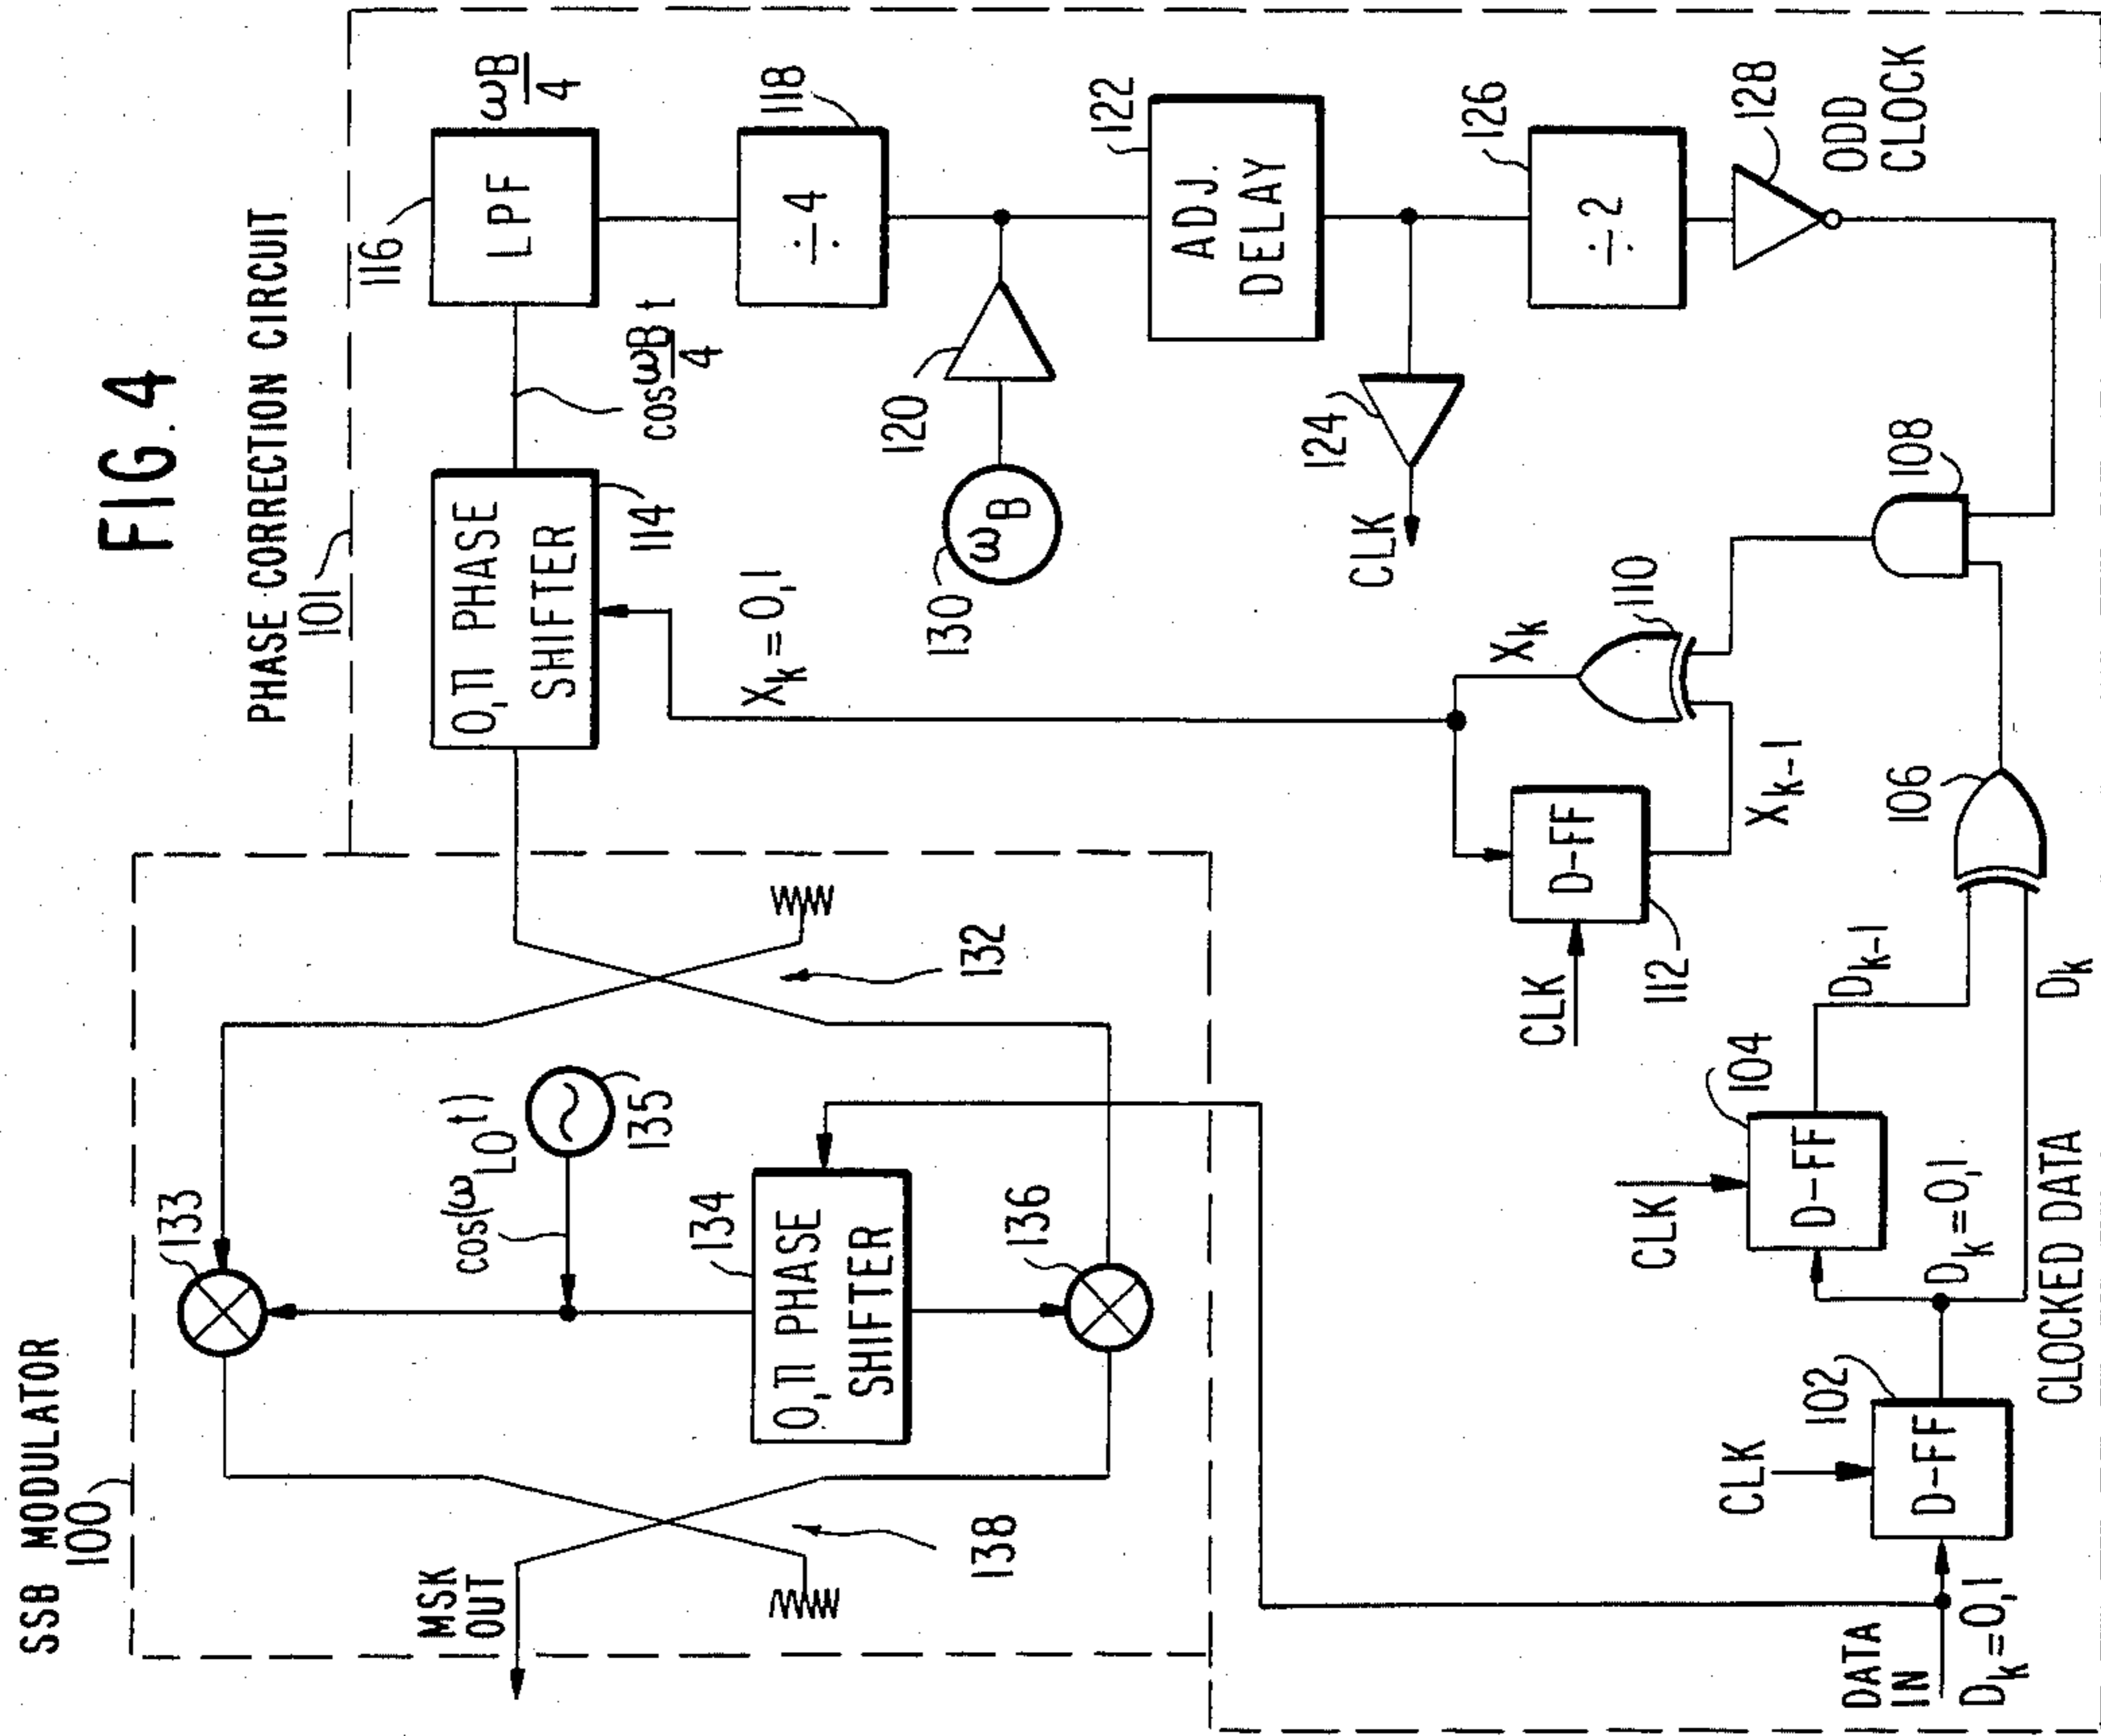 FIG. 4
SSB MODULATOR
100
PHASE CORRECTION CIRCUIT
101
MSK
OUT
138
133
cos(ωLOt)
135
134
0,π PHASE
SHIFTER
136
132
0,π PHASE
SHIFTER
114
cos ωB/4 t
116
LPF
ωB/4
÷4
118
120
130
ωB
122
ADJ.
DELAY
124
CLK
126
÷2
128
ODD
CLOCK
Xk=0,1
Xk
110
108
D-FF
CLK
112
Xk-1
106
DATA
IN
Dk=0,1
CLK
102
D-FF
CLOCKED DATA
Dk=0,1
CLK
104
D-FF
Dk-1
Dk